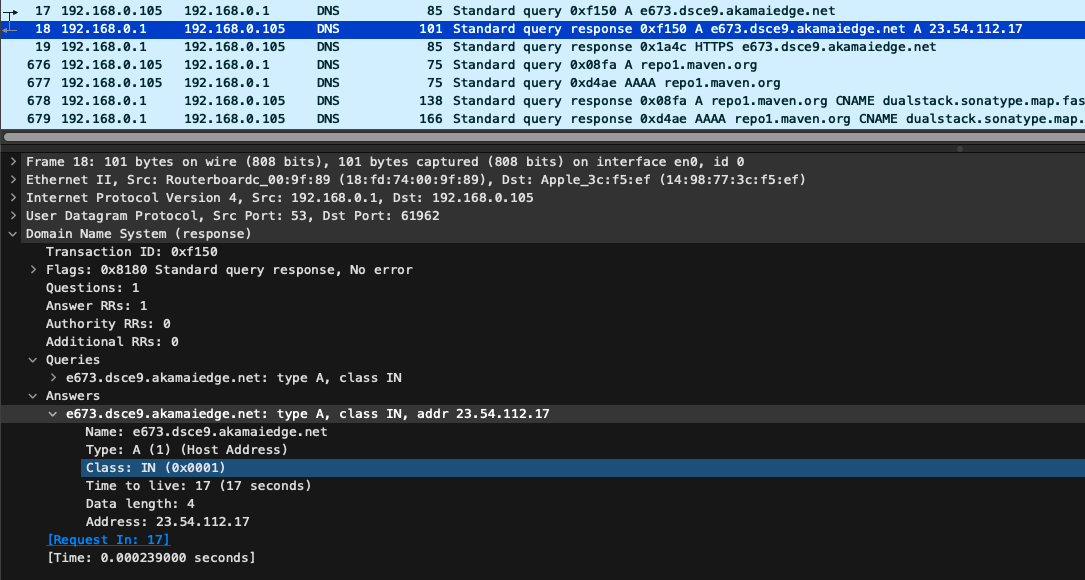 17 192.168.0.105 192.168.0.1 DNS 85 Standard query 0xf150 A e673.dsce9.akamaiedge.net
18 192.168.0.1 192.168.0.105 DNS 101 Standard query response 0xf150 A e673.dsce9.akamaiedge.net A 23.54.112.17
19 192.168.0.1 192.168.0.105 DNS 85 Standard query response 0x1a4c HTTPS e673.dsce9.akamaiedge.net
676 192.168.0.105 192.168.0.1 DNS 75 Standard query 0x08fa A repo1.maven.org
677 192.168.0.105 192.168.0.1 DNS 75 Standard query 0xd4ae AAAA repo1.maven.org
678 192.168.0.1 192.168.0.105 DNS 138 Standard query response 0x08fa A repo1.maven.org CNAME dualstack.sonatype.map.fas
679 192.168.0.1 192.168.0.105 DNS 166 Standard query response 0xd4ae AAAA repo1.maven.org CNAME dualstack.sonatype.map.
Frame 18: 101 bytes on wire (808 bits), 101 bytes captured (808 bits) on interface en0, id 0
Ethernet II, Src: Routerboardc_00:9f:89 (18:fd:74:00:9f:89), Dst: Apple_3c:f5:ef (14:98:77:3c:f5:ef)
Internet Protocol Version 4, Src: 192.168.0.1, Dst: 192.168.0.105
User Datagram Protocol, Src Port: 53, Dst Port: 61962
Domain Name System (response)
Transaction ID: 0xf150
Flags: 0x8180 Standard query response, No error
Questions: 1
Answer RRs: 1
Authority RRs: 0
Additional RRs: 0
Queries
e673.dsce9.akamaiedge.net: type A, class IN
Answers
e673.dsce9.akamaiedge.net: type A, class IN, addr 23.54.112.17
Name: e673.dsce9.akamaiedge.net
Type: A (1) (Host Address)
Class: IN (0x0001)
Time to live: 17 (17 seconds)
Data length: 4
Address: 23.54.112.17
[Request In: 17]
[Time: 0.000239000 seconds]